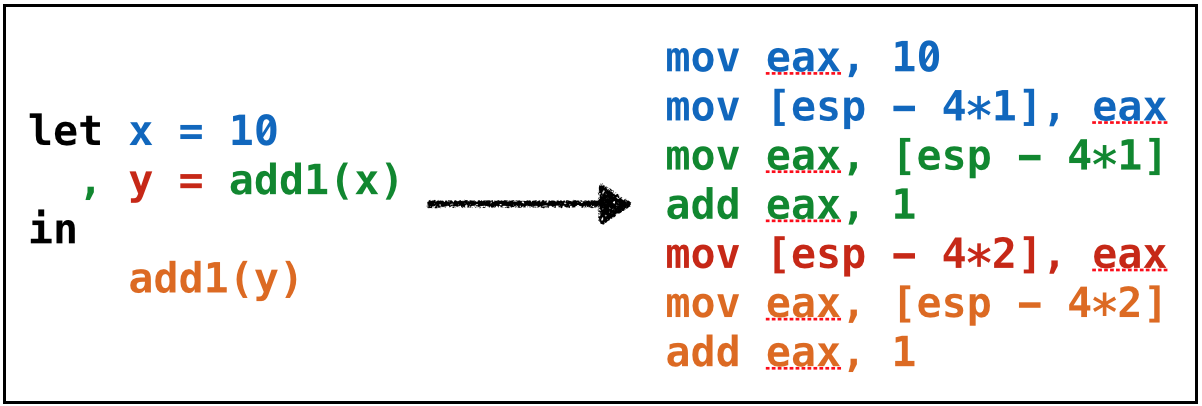 let x = 10
, y = add1(x)
in
add1(y)
mov eax, 10
mov [esp - 4*1], eax
mov eax, [esp - 4*1]
add eax, 1
mov [esp - 4*2], eax
mov eax, [esp - 4*2]
add eax, 1